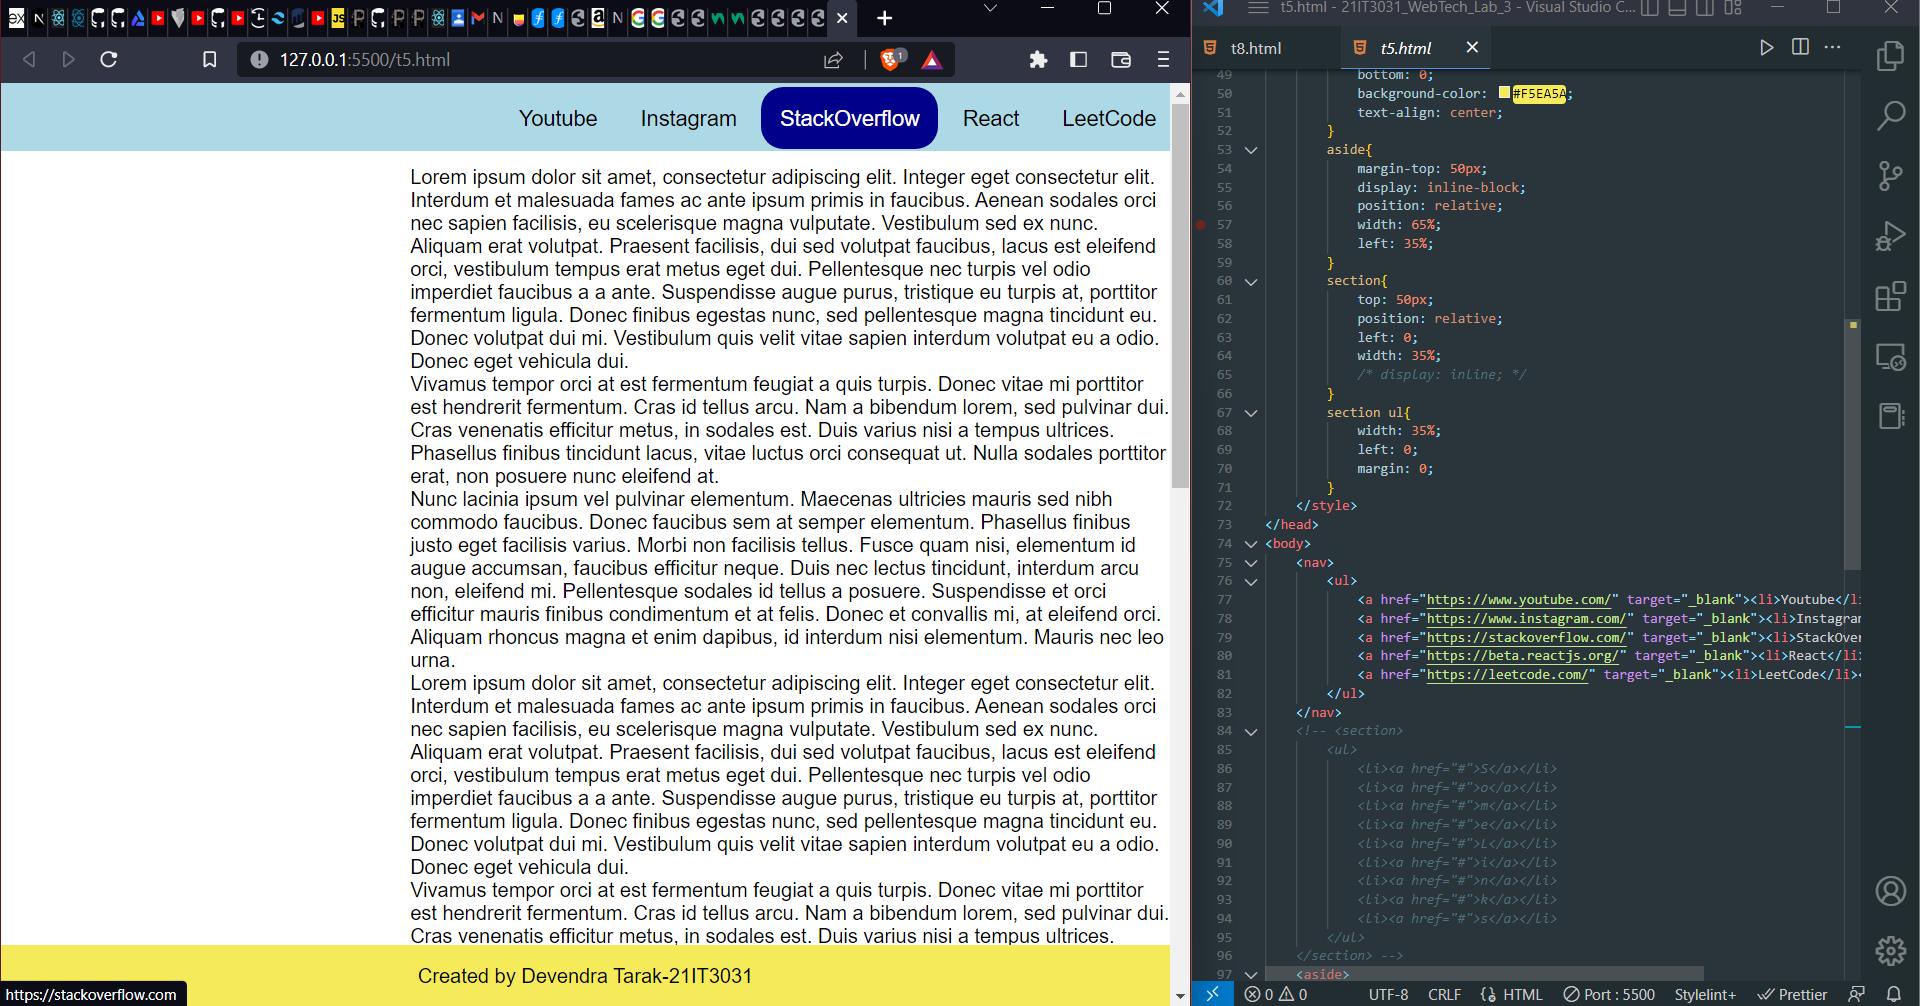 127.0.0.1:5500/t5.html
Youtube Instagram StackOverflow React LeetCode
Lorem ipsum dolor sit amet, consectetur adipiscing elit. Integer eget consectetur elit.
Interdum et malesuada fames ac ante ipsum primis in faucibus. Aenean sodales orci
nec sapien facilisis, eu scelerisque magna vulputate. Vestibulum sed ex nunc.
Aliquam erat volutpat. Praesent facilisis, dui sed volutpat faucibus, lacus est eleifend
orci, vestibulum tempus erat metus eget dui. Pellentesque nec turpis vel odio
imperdiet faucibus a a ante. Suspendisse augue purus, tristique eu turpis at, porttitor
fermentum ligula. Donec finibus egestas nunc, sed pellentesque magna tincidunt eu.
Donec volutpat dui mi. Vestibulum quis velit vitae sapien interdum volutpat eu a odio.
Donec eget vehicula dui.
Vivamus tempor orci at est fermentum feugiat a quis turpis. Donec vitae mi porttitor
est hendrerit fermentum. Cras id tellus arcu. Nam a bibendum lorem, sed pulvinar dui.
Cras venenatis efficitur metus, in sodales est. Duis varius nisi a tempus ultrices.
Phasellus finibus tincidunt lacus, vitae luctus orci consequat ut. Nulla sodales porttitor
erat, non posuere nunc eleifend at.
Nunc lacinia ipsum vel pulvinar elementum. Maecenas ultricies mauris sed nibh
commodo faucibus. Donec faucibus sem at semper elementum. Phasellus finibus
justo eget facilisis varius. Morbi non facilisis tellus. Fusce quam nisi, elementum id
augue accumsan, faucibus efficitur neque. Duis nec lectus tincidunt, interdum arcu
non, eleifend mi. Pellentesque sodales id tellus a posuere. Suspendisse et orci
efficitur mauris finibus condimentum et at felis. Donec et convallis mi, at eleifend orci.
Aliquam rhoncus magna et enim dapibus, id interdum nisi elementum. Mauris nec leo
urna.
Lorem ipsum dolor sit amet, consectetur adipiscing elit. Integer eget consectetur elit.
Interdum et malesuada fames ac ante ipsum primis in faucibus. Aenean sodales orci
nec sapien facilisis, eu scelerisque magna vulputate. Vestibulum sed ex nunc.
Aliquam erat volutpat. Praesent facilisis, dui sed volutpat faucibus, lacus est eleifend
orci, vestibulum tempus erat metus eget dui. Pellentesque nec turpis vel odio
imperdiet faucibus a a ante. Suspendisse augue purus, tristique eu turpis at, porttitor
fermentum ligula. Donec finibus egestas nunc, sed pellentesque magna tincidunt eu.
Donec volutpat dui mi. Vestibulum quis velit vitae sapien interdum volutpat eu a odio.
Donec eget vehicula dui.
Vivamus tempor orci at est fermentum feugiat a quis turpis. Donec vitae mi porttitor
est hendrerit fermentum. Cras id tellus arcu. Nam a bibendum lorem, sed pulvinar dui.
Cras venenatis efficitur metus, in sodales est. Duis varius nisi a tempus ultrices.
Created by Devendra Tarak-21IT3031
https://stackoverflow.com
t5.html - 21IT3031_WebTech_Lab_3 - Visual Studio C...
t8.html t5.html
49 bottom: 0;
50 background-color: #F5EA5A;
51 text-align: center;
52 }
53 aside{
54 margin-top: 50px;
55 display: inline-block;
56 position: relative;
57 width: 65%;
58 left: 35%;
59 }
60 section{
61 top: 50px;
62 position: relative;
63 left: 0;
64 width: 35%;
65 /* display: inline; */
66 }
67 section ul{
68 width: 35%;
69 left: 0;
70 margin: 0;
71 }
72 </style>
73 </head>
74 <body>
75 <nav>
76 <ul>
77 <a href="https://www.youtube.com/" target="_blank"><li>Youtube</li
78 <a href="https://www.instagram.com/" target="_blank"><li>Instagram
79 <a href="https://stackoverflow.com/" target="_blank"><li>StackOver
80 <a href="https://beta.reactjs.org/" target="_blank"><li>React</li>
81 <a href="https://leetcode.com/" target="_blank"><li>LeetCode</li><
82 </ul>
83 </nav>
84 <!-- <section>
85 <ul>
86 <li><a href="#">S</a></li>
87 <li><a href="#">o</a></li>
88 <li><a href="#">m</a></li>
89 <li><a href="#">e</a></li>
90 <li><a href="#">L</a></li>
91 <li><a href="#">i</a></li>
92 <li><a href="#">n</a></li>
93 <li><a href="#">k</a></li>
94 <li><a href="#">s</a></li>
95 </ul>
96 </section> -->
97 <aside>
0 0 UTF-8 CRLF HTML Port : 5500 Stylelint+ Prettier